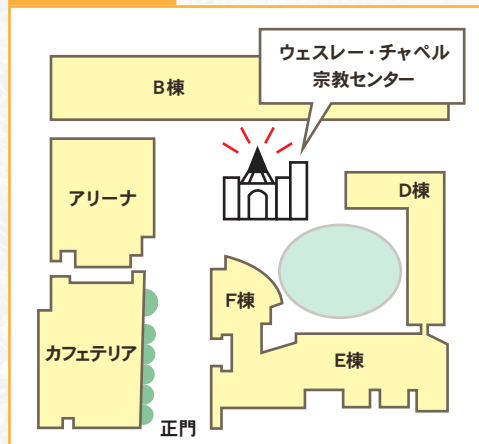 ウェスレー・チャペル
宗教センター
B棟
アリーナ
D棟
F棟
カフェテリア
E棟
正門